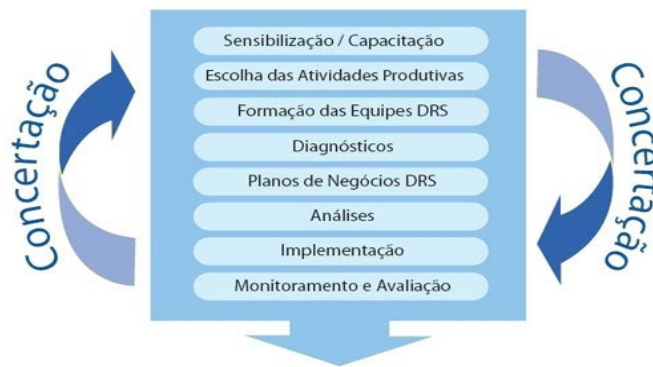 Concertação
Sensibilização / Capacitação
Escolha das Atividades Produtivas
Formação das Equipes DRS
Diagnósticos
Planos de Negócios DRS
Análises
Implementação
Monitoramento e Avaliação
Concertação